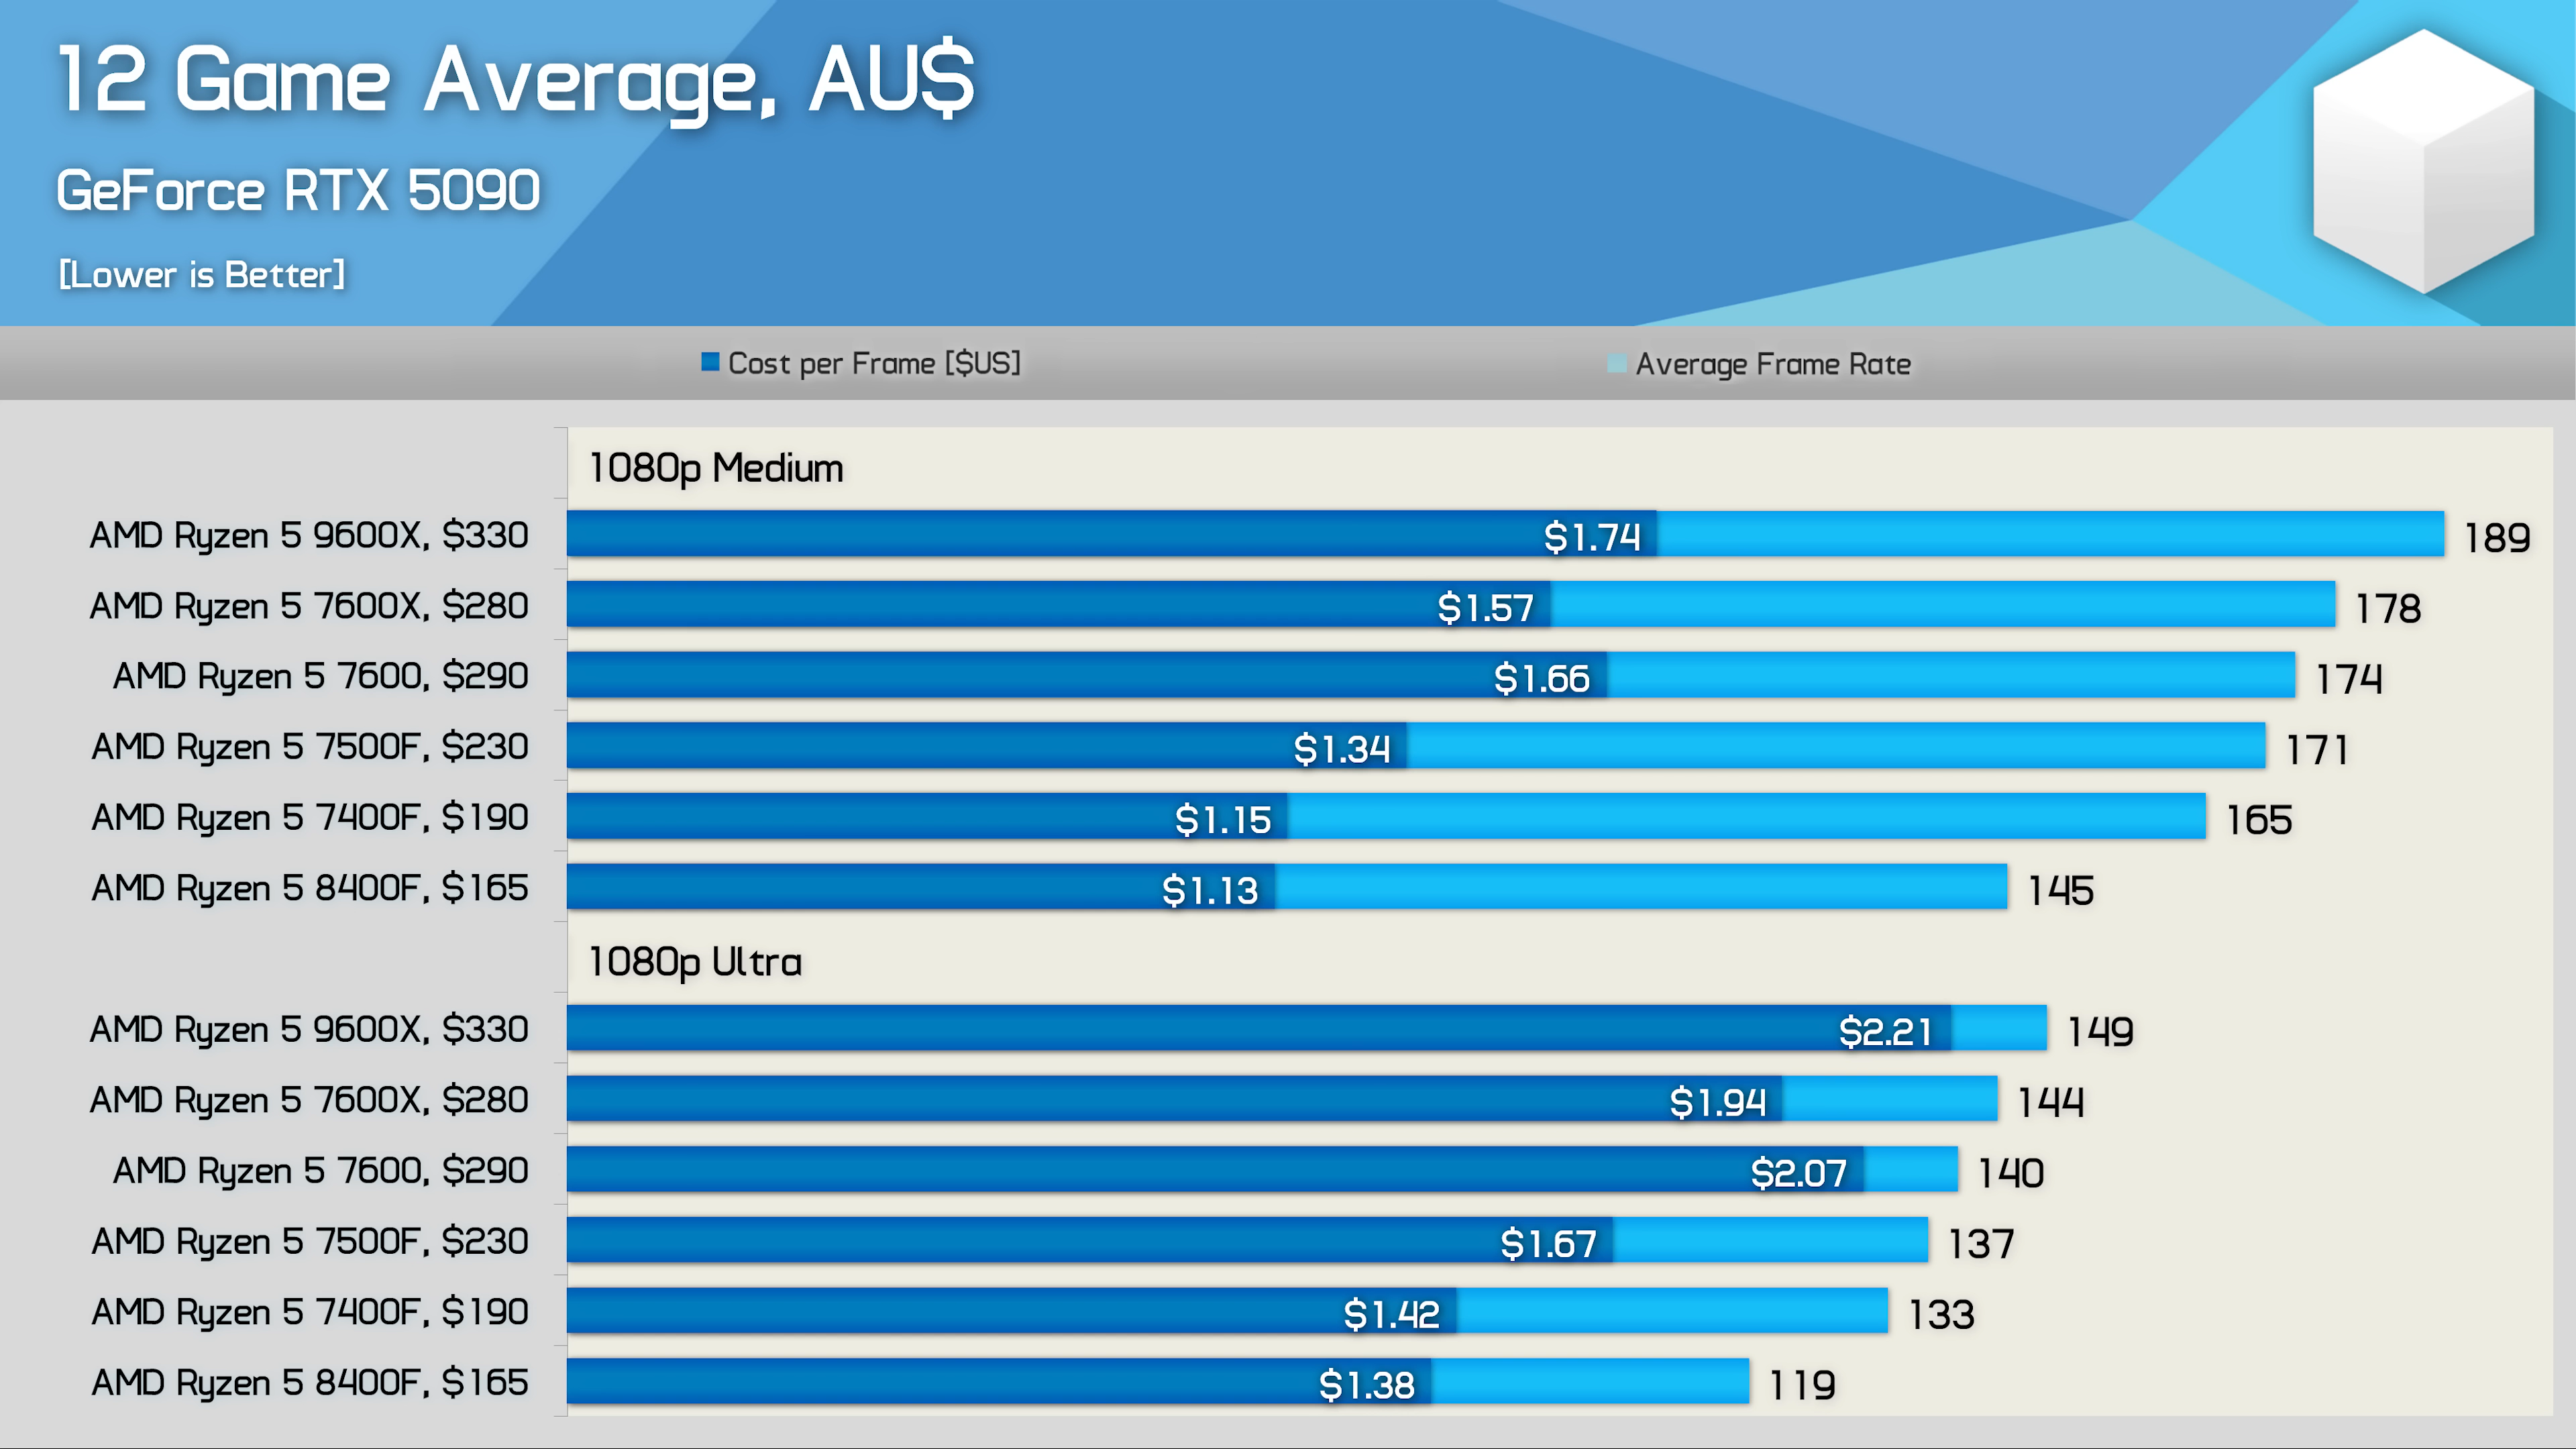 12 Game Average, AU$
GeForce RTX 5090
[Lower is Better]
Cost per Frame [$US] Average Frame Rate
1080p Medium
AMD Ryzen 5 9600X, $330 $1.74 189
AMD Ryzen 5 7600X, $280 $1.57 178
AMD Ryzen 5 7600, $290 $1.66 174
AMD Ryzen 5 7500F, $230 $1.34 171
AMD Ryzen 5 7400F, $190 $1.15 165
AMD Ryzen 5 8400F, $165 $1.13 145
1080p Ultra
AMD Ryzen 5 9600X, $330 $2.21 149
AMD Ryzen 5 7600X, $280 $1.94 144
AMD Ryzen 5 7600, $290 $2.07 140
AMD Ryzen 5 7500F, $230 $1.67 137
AMD Ryzen 5 7400F, $190 $1.42 133
AMD Ryzen 5 8400F, $165 $1.38 119